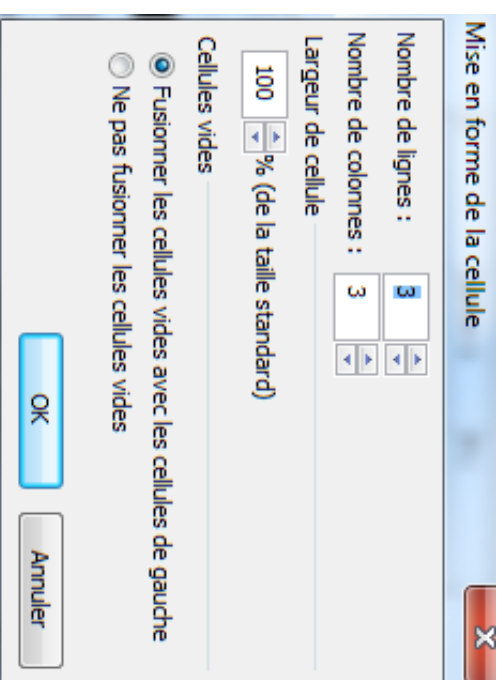 Mise en forme de la cellule
X
Nombre de lignes : 3
Nombre de colonnes : 3
Largeur de cellule
100 % (de la taille standard)
Cellules vides
Fusionner les cellules vides avec les cellules de gauche
Ne pas fusionner les cellules vides
OK Annuler